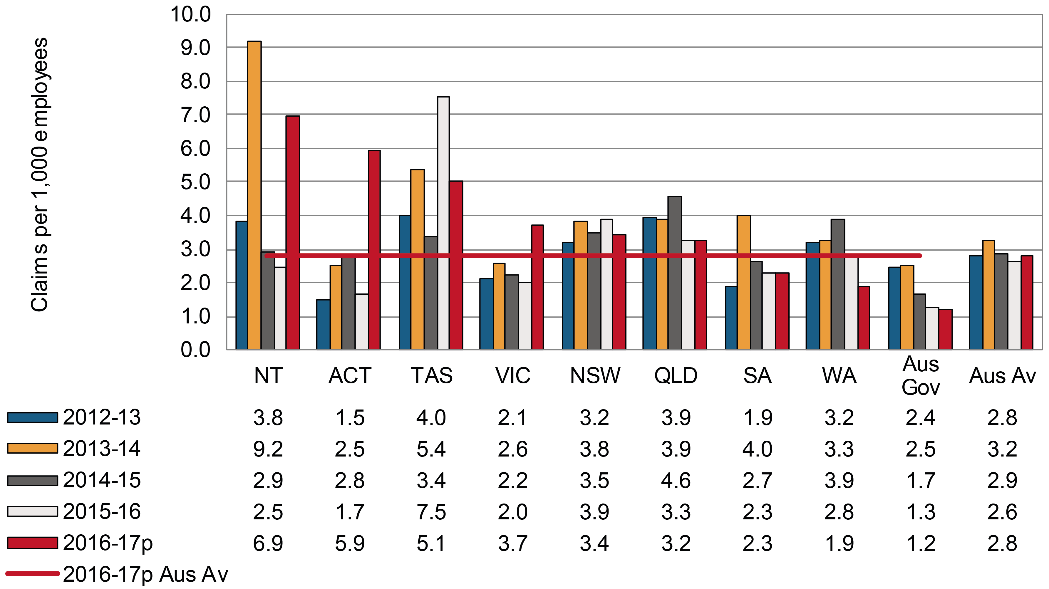 Claims per 1,000 employees
10.0
9.0
8.0
7.0
6.0
5.0
4.0
3.0
2.0
1.0
0.0
NT ACT TAS VIC NSW QLD SA WA Aus Gov Aus Av
2012-13 3.8 1.5 4.0 2.1 3.2 3.9 1.9 3.2 2.4 2.8
2013-14 9.2 2.5 5.4 2.6 3.8 3.9 4.0 3.3 2.5 3.2
2014-15 2.9 2.8 3.4 2.2 3.5 4.6 2.7 3.9 1.7 2.9
2015-16 2.5 1.7 7.5 2.0 3.9 3.3 2.3 2.8 1.3 2.6
2016-17p 6.9 5.9 5.1 3.7 3.4 3.2 2.3 1.9 1.2 2.8
2016-17p Aus Av